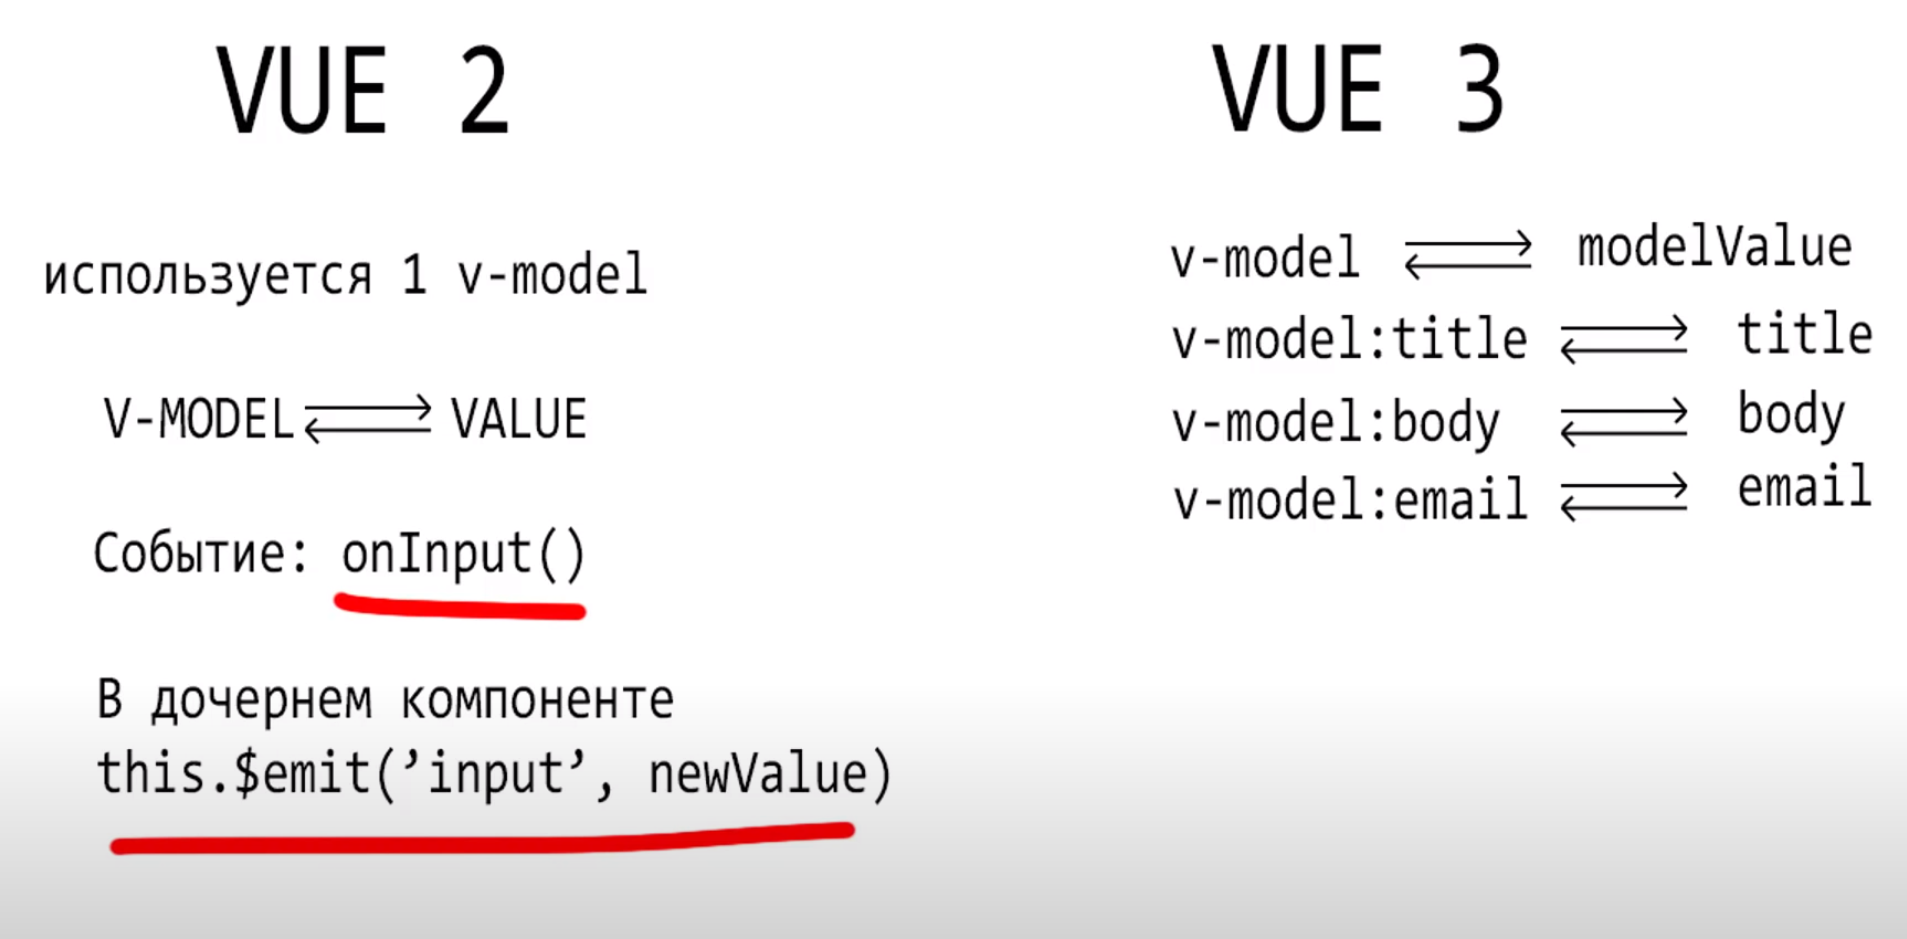 VUE 2
используется 1 v-model
V-MODEL VALUE
Событие: onInput()
В дочернем компоненте
this.$emit(’input’, newValue)
VUE 3
v-model modelValue
v-model:title title
v-model:body body
v-model:email email